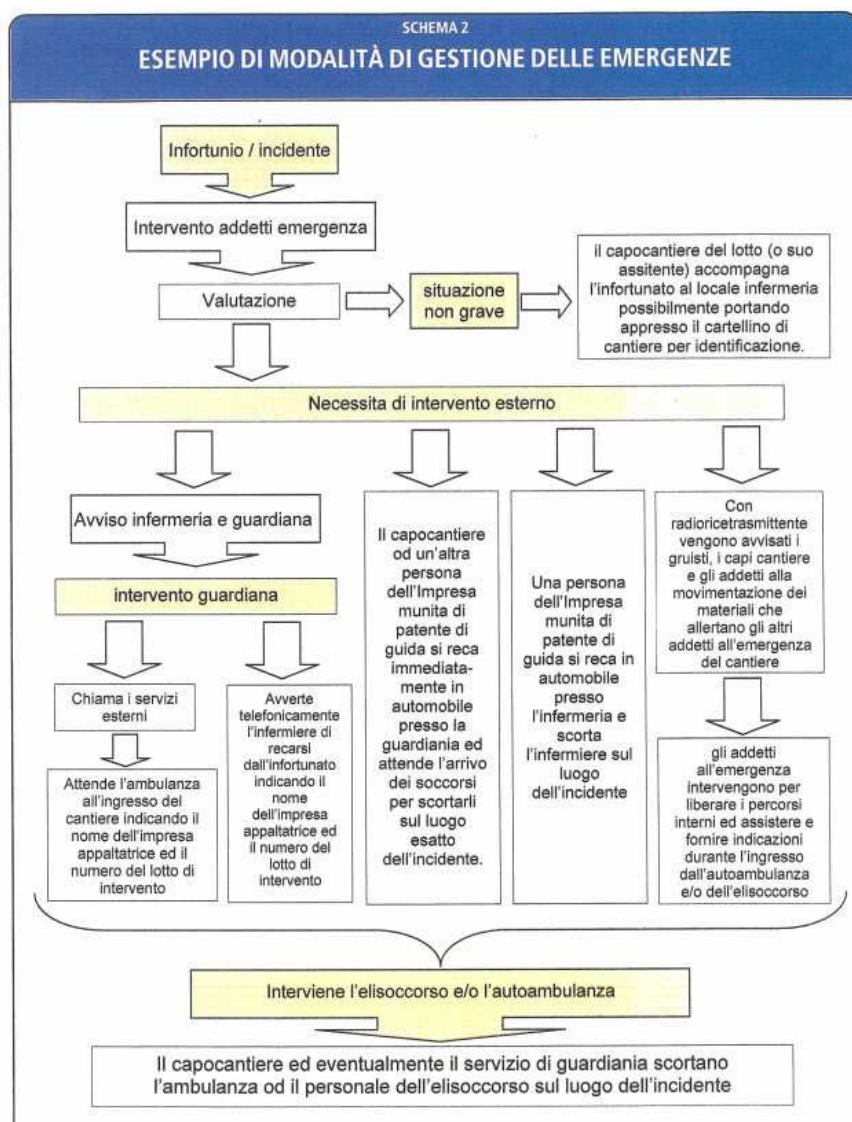 SCHEMA 2
ESEMPIO DI MODALITÀ DI GESTIONE DELLE EMERGENZE
Infortunio / incidente
Intervento addetti emergenza
Valutazione
situazione
non grave
il capocantiere del lotto (o suo
assitente) accompagna
l'infortunato al locale infermeria
possibilmente portando
appresso il cartellino di
cantiere per identificazione.
Necessita di intervento esterno
Avviso infermeria e guardiana
intervento guardiana
Chiama i servizi
esterni
Attende l'ambulanza
all'ingresso del
cantiere indicando il
nome dell'impresa
appaltatrice ed il
numero del lotto di
intervento
Avverte
telefonicamente
l'infermiere di
recarsi
dall'infortunato
indicando il
nome
dell'impresa
appaltatrice ed
il numero del
lotto di
intervento
Il capocantiere
od un'altra
persona
dell'Impresa
munita di
patente di
guida si reca
immediata-
mente in
automobile
presso la
guardiania ed
attende l'arrivo
dei soccorsi
per scortarli
sul luogo
esatto
dell'incidente.
Una persona
dell'Impresa
munita di
patente di
guida si reca in
automobile
presso
l'infermeria e
scorta
l'infermiere sul
luogo
dell'incidente
Con
radioricetrasmittente
vengono avvisati i
gruisti, i capi cantiere
e gli addetti alla
movimentazione dei
materiali che
allertano gli altri
addetti all'emergenza
del cantiere
gli addetti
all'emergenza
intervengono per
liberare i percorsi
interni ed assistere e
fornire indicazioni
durante l'ingresso
dall'autoambulanza
e/o dell'elisoccorso
Interviene l'elisoccorso e/o l'autoambulanza
Il capocantiere ed eventualmente il servizio di guardiania scortano
l'ambulanza od il personale dell'elisoccorso sul luogo dell'incidente